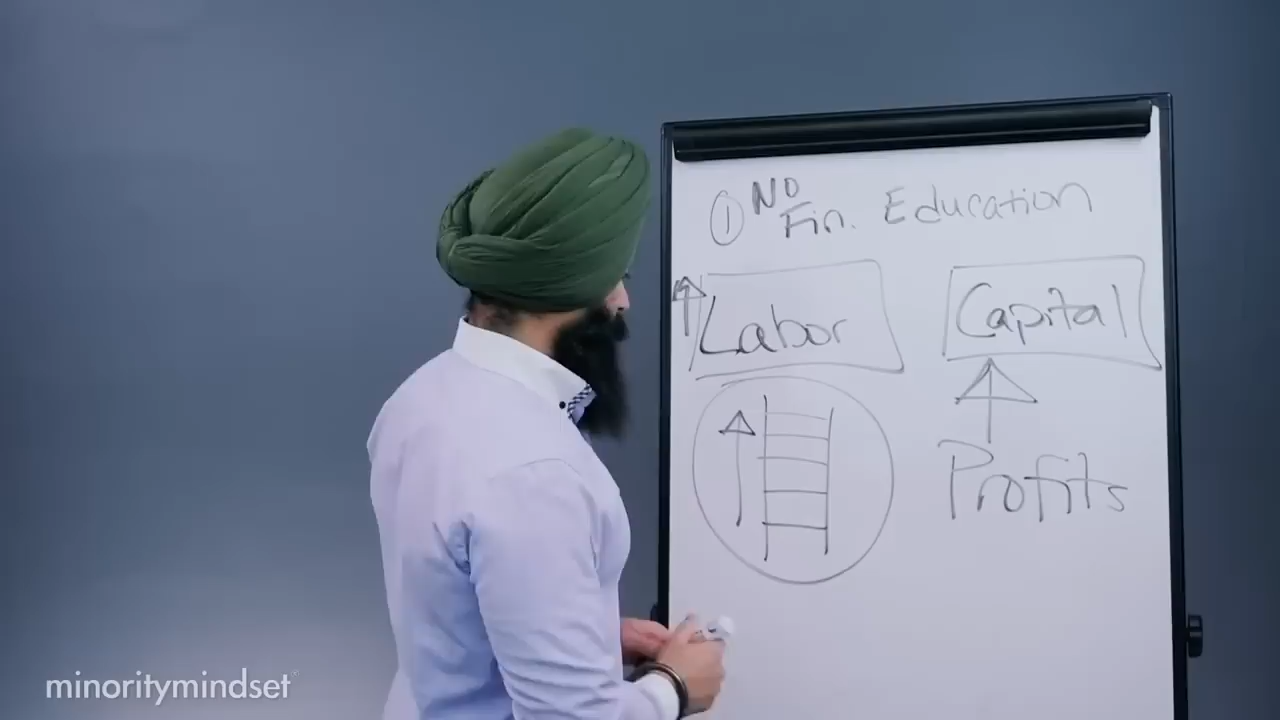 ① NO
Fin. Education
Labor
Capital
Profits
minoritymindset